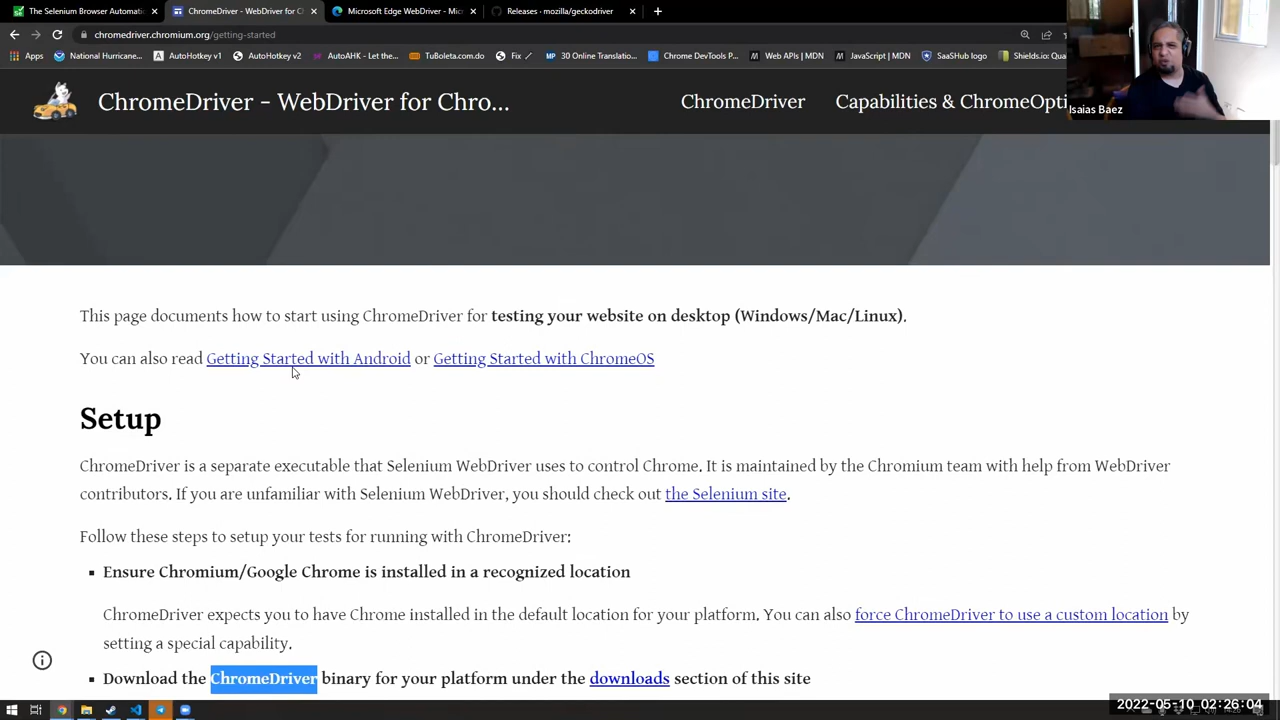 The Selenium Browser Automatic
ChromeDriver - WebDriver for Ch
Microsoft Edge WebDriver - Micr
Releases · mozilla/geckodriver
chromedriver.chromium.org/getting-started
Apps
National Hurricane...
AutoHotkey v1
AutoHotkey v2
AutoAHK - Let the...
TuBoleta.com.do
Fix /
30 Online Translation...
Chrome DevTools P...
Web APIs | MDN
JavaScript | MDN
SaaSHub logo
Shields.io:
Isaias Baez
ChromeDriver - WebDriver for Chro...
ChromeDriver
Capabilities & ChromeOpti
This page documents how to start using ChromeDriver for testing your website on desktop (Windows/Mac/Linux).
You can also read Getting Started with Android or Getting Started with ChromeOS
Setup
ChromeDriver is a separate executable that Selenium WebDriver uses to control Chrome. It is maintained by the Chromium team with help from WebDriver
contributors. If you are unfamiliar with Selenium WebDriver, you should check out the Selenium site.
Follow these steps to setup your tests for running with ChromeDriver:
Ensure Chromium/Google Chrome is installed in a recognized location
ChromeDriver expects you to have Chrome installed in the default location for your platform. You can also force ChromeDriver to use a custom location by
setting a special capability.
Download the ChromeDriver binary for your platform under the downloads section of this site
2022-05-10 02:26:04